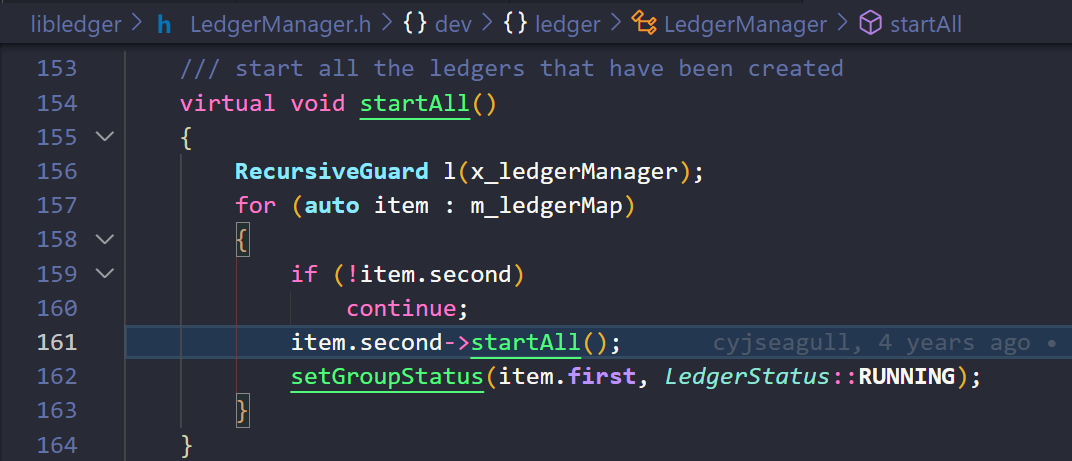 libledger > h LedgerManager.h > {} dev > {} ledger > LedgerManager > startAll
153 /// start all the ledgers that have been created
154 virtual void startAll()
155 {
156 RecursiveGuard l(x_ledgerManager);
157 for (auto item : m_ledgerMap)
158 {
159 if (!item.second)
160 continue;
161 item.second->startAll(); cyjseagull, 4 years ago •
162 setGroupStatus(item.first, LedgerStatus::RUNNING);
163 }
164 }